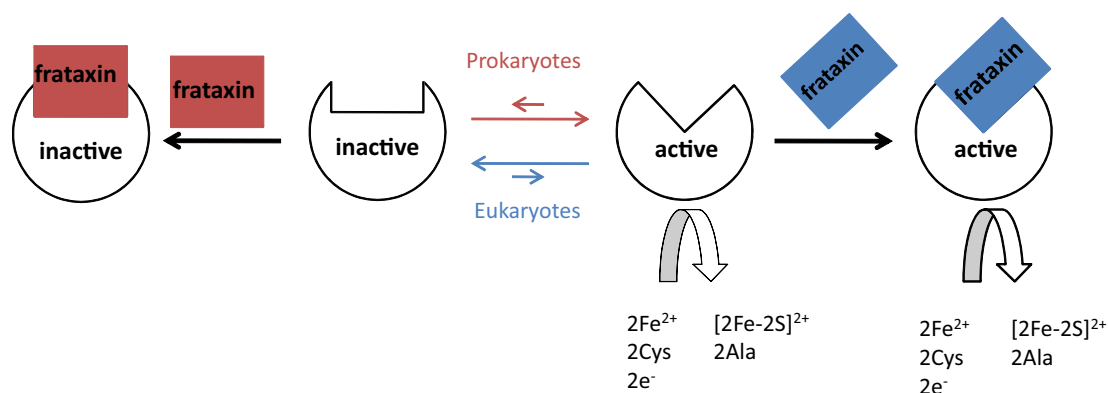 frataxin
inactive
frataxin
inactive
Prokaryotes
Eukaryotes
active
frataxin
frataxin
active
2Fe²⁺ [2Fe-2S]²⁺
2Cys 2Ala
2e⁻
2Fe²⁺ [2Fe-2S]²⁺
2Cys 2Ala
2e⁻